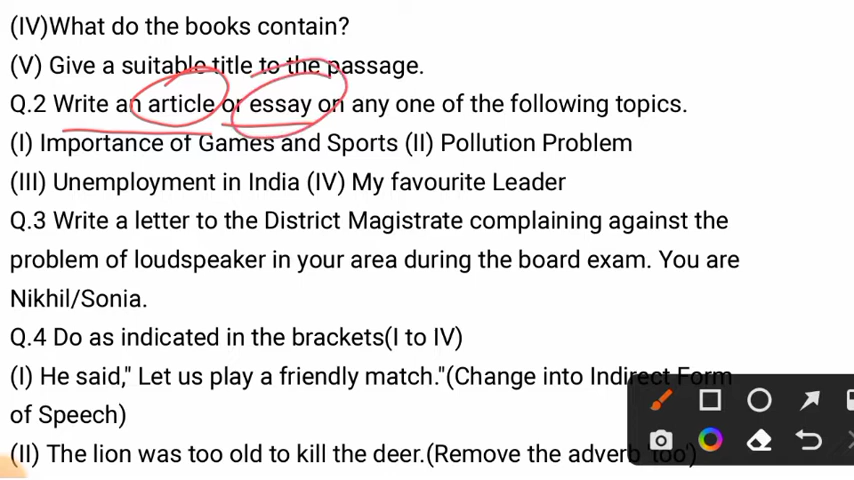 (IV)What do the books contain?
(V) Give a suitable title to the passage.
Q.2 Write an article or essay on any one of the following topics.
(I) Importance of Games and Sports (II) Pollution Problem
(III) Unemployment in India (IV) My favourite Leader
Q.3 Write a letter to the District Magistrate complaining against the
problem of loudspeaker in your area during the board exam. You are
Nikhil/Sonia.
Q.4 Do as indicated in the brackets(I to IV)
(I) He said," Let us play a friendly match."(Change into Indirect Form
of Speech)
(II) The lion was too old to kill the deer.(Remove the adverb 'too')